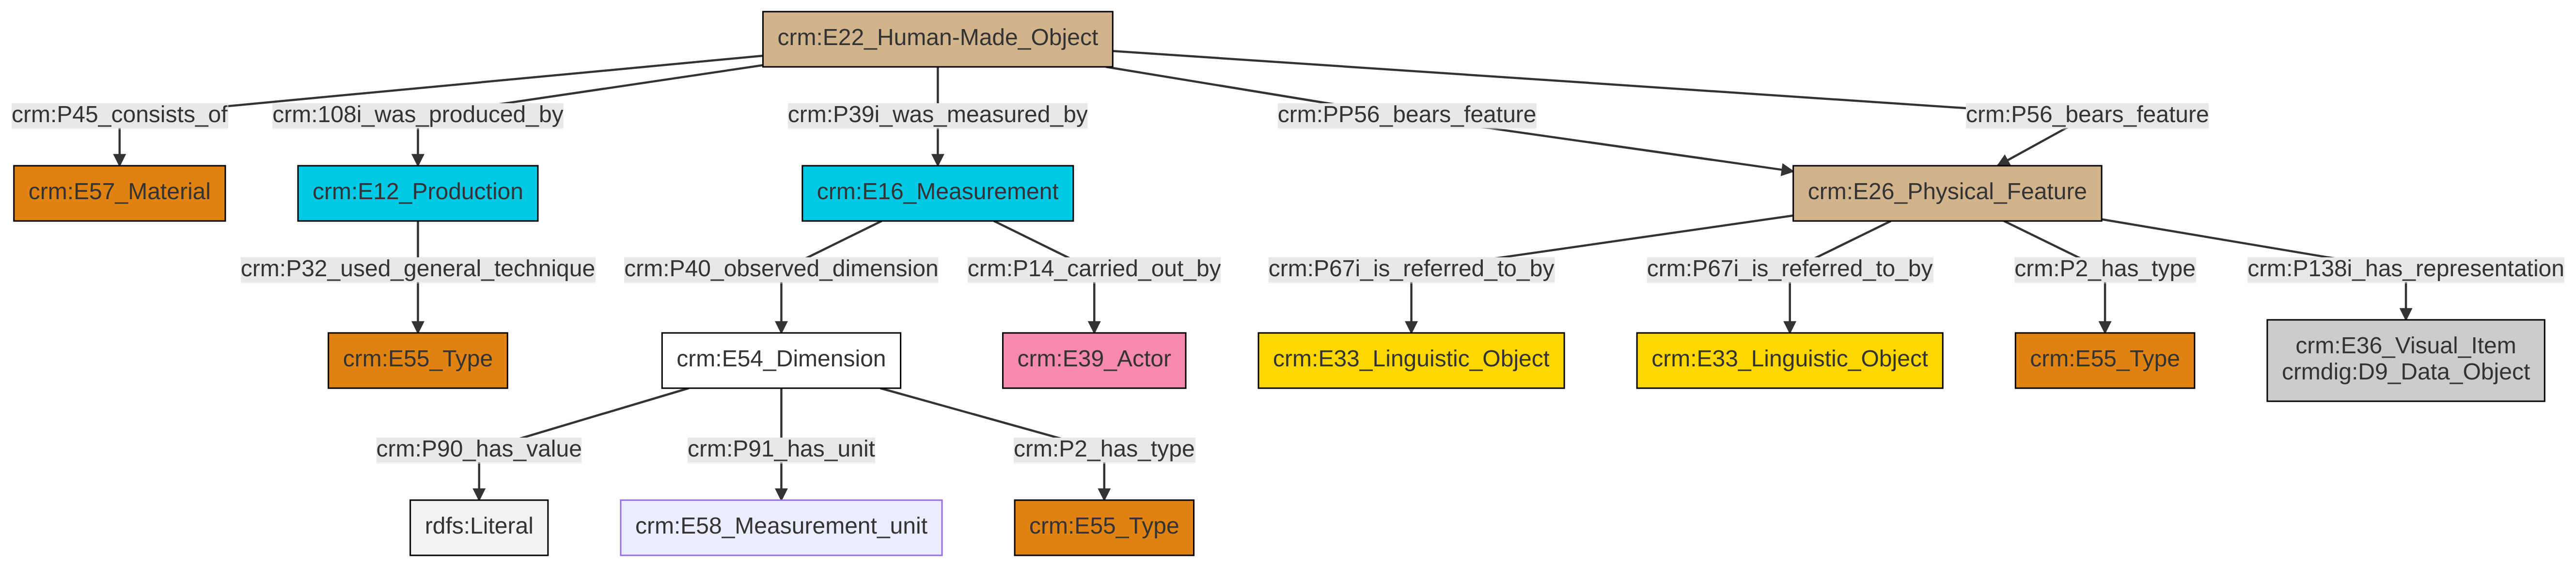 crm:E22_Human-Made_Object
crm:P45_consists_of
crm:108i_was_produced_by
crm:P39i_was_measured_by
crm:PP56_bears_feature
crm:P56_bears_feature
crm:E57_Material
crm:E12_Production
crm:E16_Measurement
crm:E26_Physical_Feature
crm:P32_used_general_technique
crm:P40_observed_dimension
crm:P14_carried_out_by
crm:P67i_is_referred_to_by
crm:P67i_is_referred_to_by
crm:P2_has_type
crm:P138i_has_representation
crm:E55_Type
crm:E54_Dimension
crm:E39_Actor
crm:E33_Linguistic_Object
crm:E33_Linguistic_Object
crm:E55_Type
crm:E36_Visual_Item
crmdig:D9_Data_Object
crm:P90_has_value
crm:P91_has_unit
crm:P2_has_type
rdfs:Literal
crm:E58_Measurement_unit
crm:E55_Type